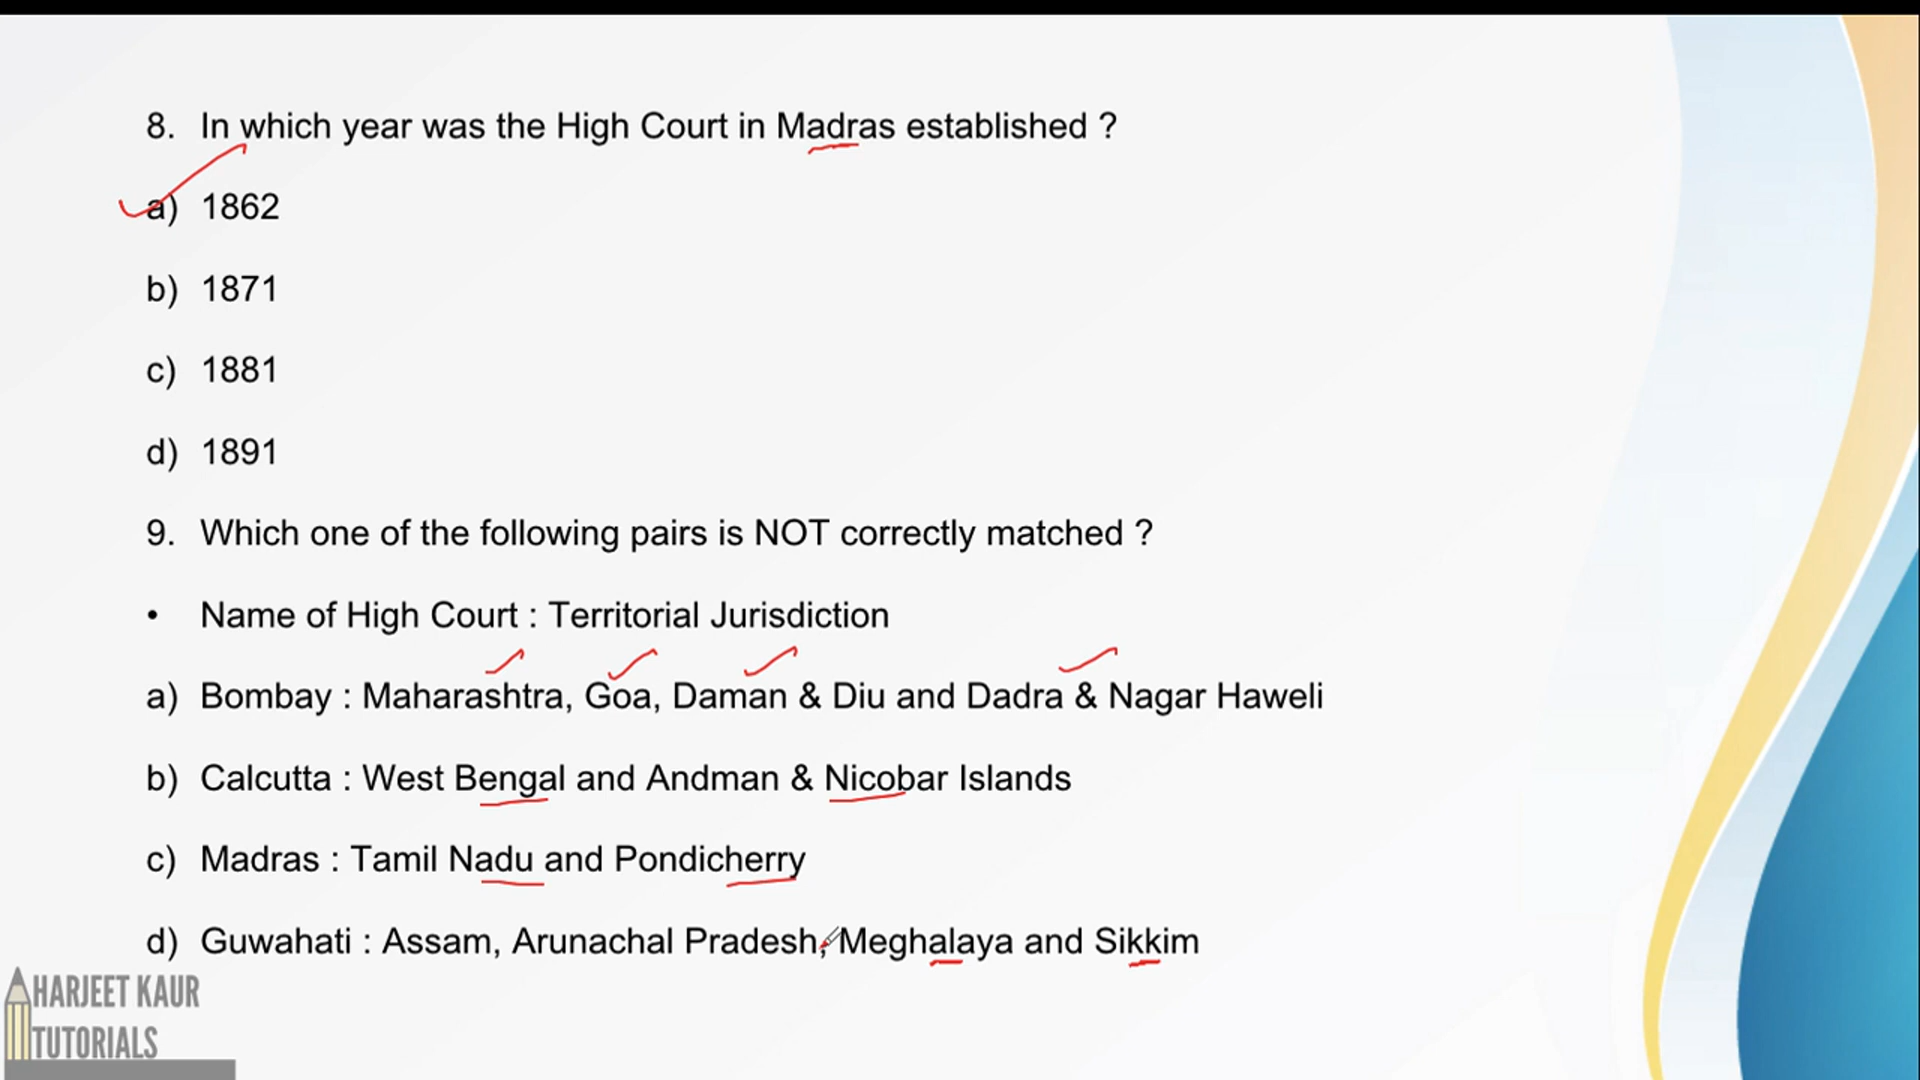 8. In which year was the High Court in Madras established ?
a) 1862
b) 1871
c) 1881
d) 1891
9. Which one of the following pairs is NOT correctly matched ?
• Name of High Court : Territorial Jurisdiction
a) Bombay : Maharashtra, Goa, Daman & Diu and Dadra & Nagar Haweli
b) Calcutta : West Bengal and Andman & Nicobar Islands
c) Madras : Tamil Nadu and Pondicherry
d) Guwahati : Assam, Arunachal Pradesh, Meghalaya and Sikkim
HARJEET KAUR
TUTORIALS